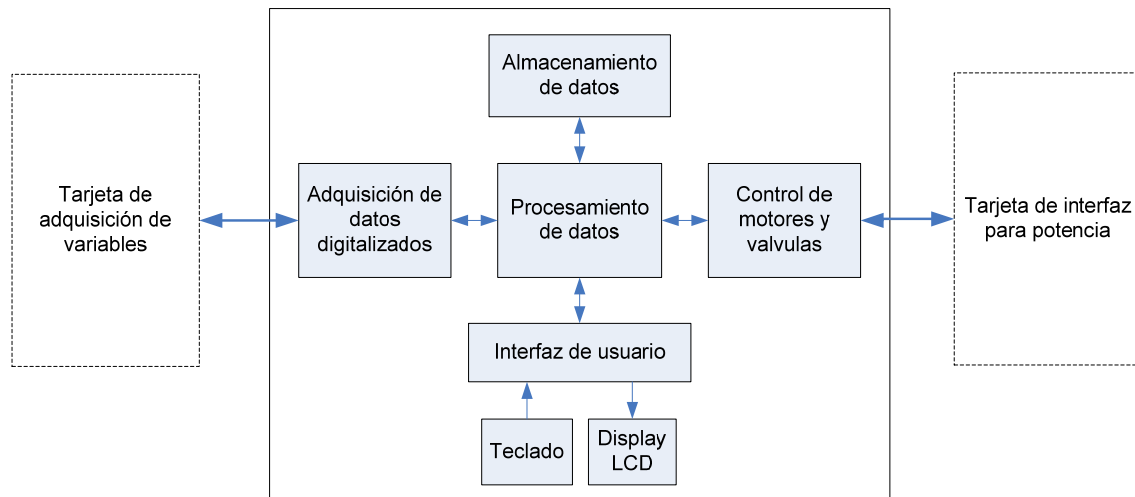 Almacenamiento
de datos
Tarjeta de
adquisición de
variables
Adquisición de
datos
digitalizados
Procesamiento
de datos
Control de
motores y
valvulas
Tarjeta de interfaz
para potencia
Interfaz de usuario
Teclado
Display
LCD